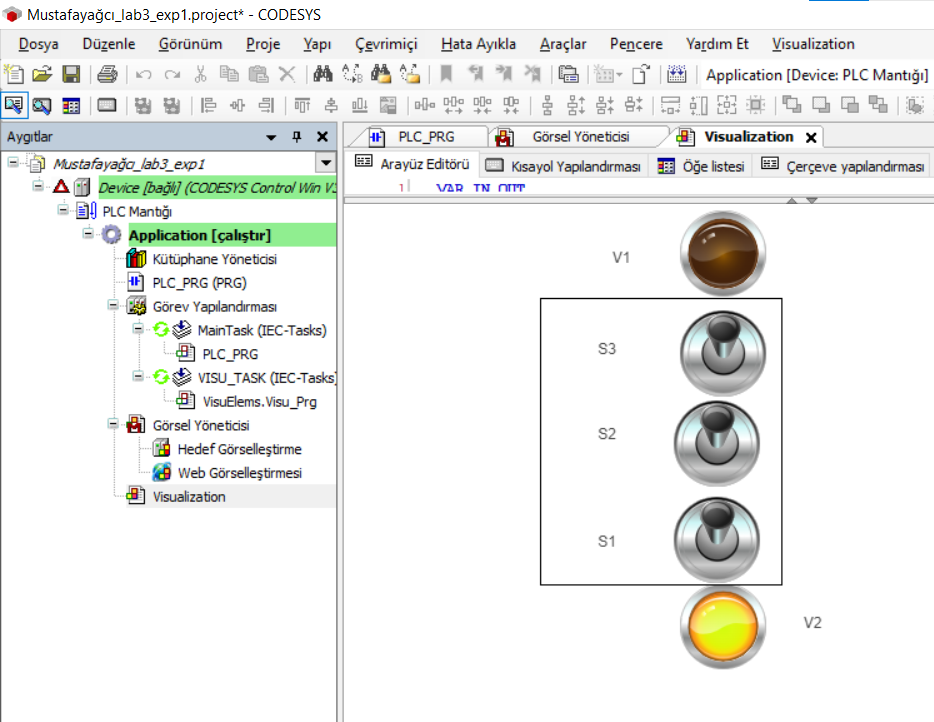 Mustafayağcı_lab3_exp1.project* - CODESYS
Dosya Düzenle Görünüm Proje Yapı Çevrimiçi Hata Ayıkla Araçlar Pencere Yardım Et Visualization
Application [Device: PLC Mantığı]
Aygıtlar
Mustafayağcı_lab3_exp1
Device [bağlı] (CODESYS Control Win V3
PLC Mantığı
Application [çalıştır]
Kütüphane Yöneticisi
PLC_PRG (PRG)
Görev Yapılandırması
MainTask (IEC-Tasks)
PLC_PRG
VISU_TASK (IEC-Tasks)
VisuElems.Visu_Prg
Görsel Yöneticisi
Hedef Görselleştirme
Web Görselleştirmesi
Visualization
PLC_PRG Görsel Yöneticisi Visualization
Arayüz Editörü Kısayol Yapılandırması Öğe listesi Çerçeve yapılandırması
1 VAR_IN_OUT
V1
S3
S2
S1
V2